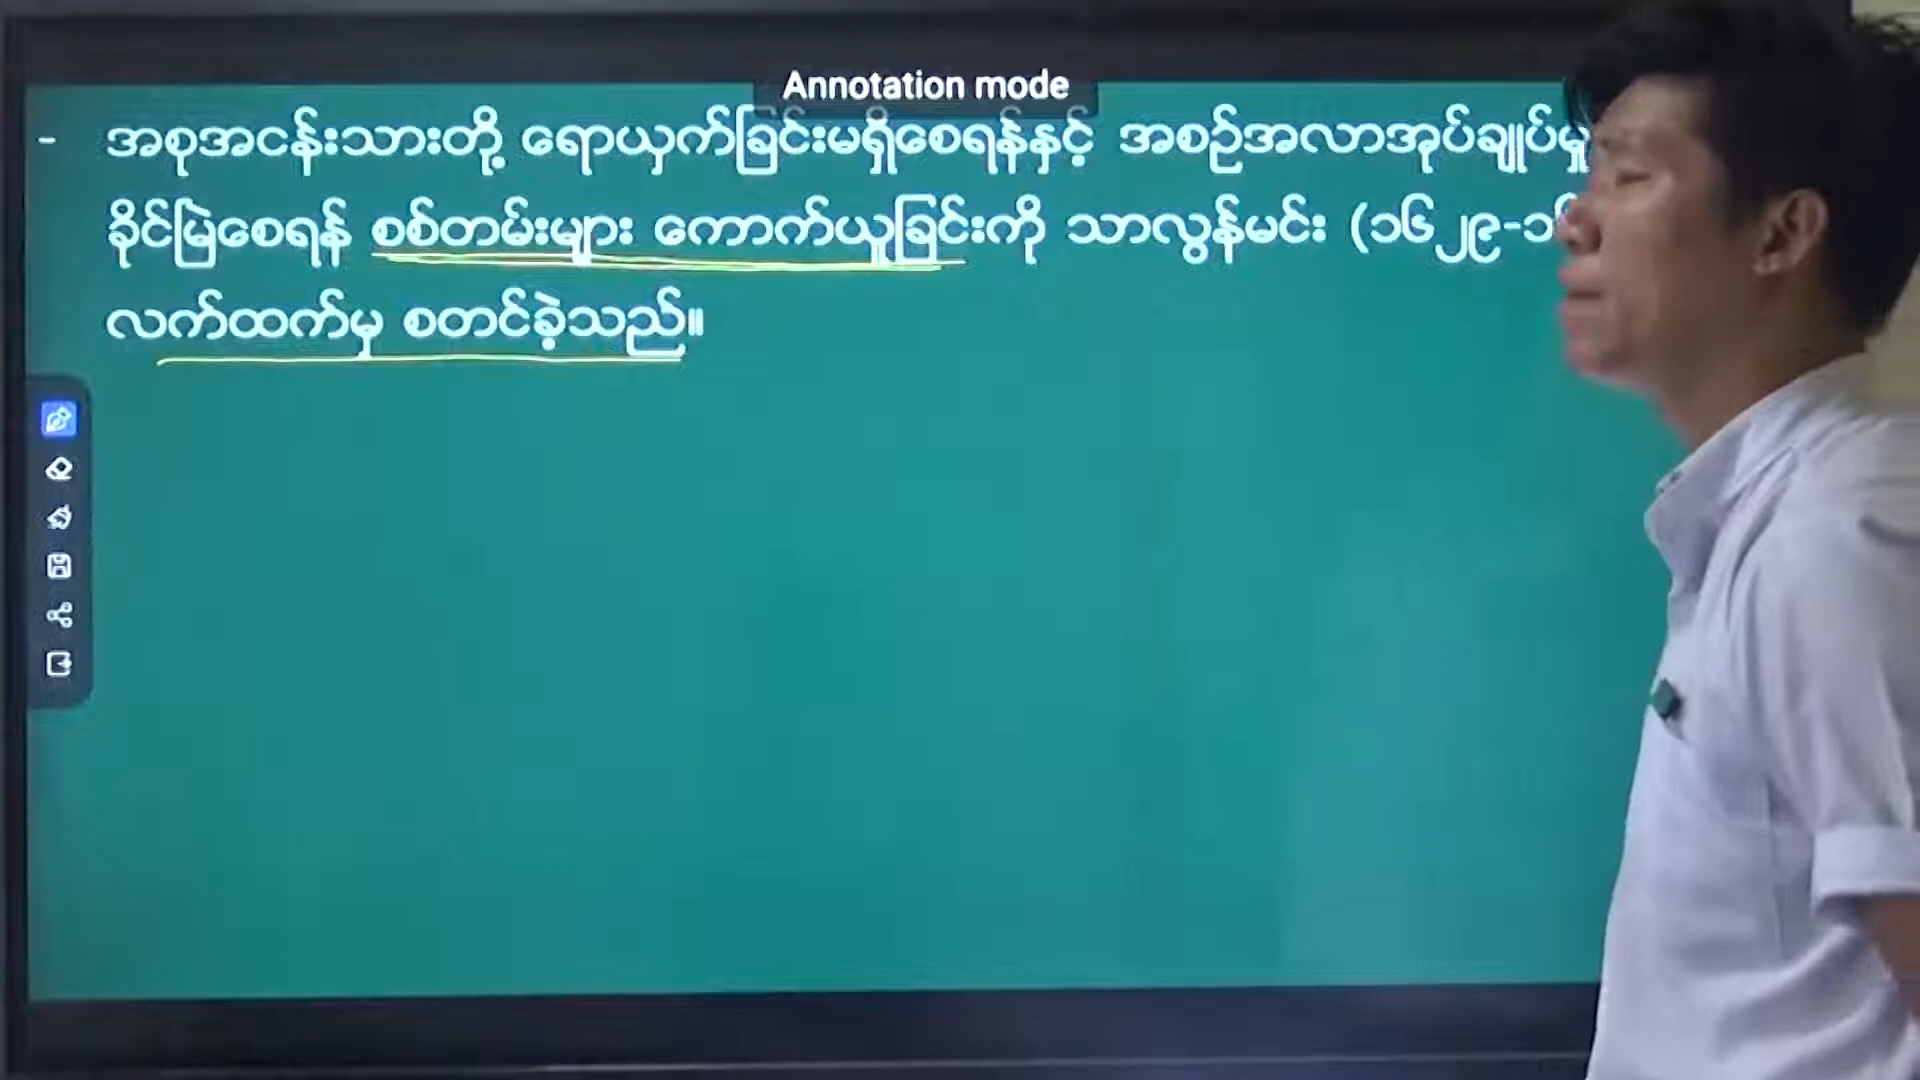 Annotation mode
- အစုအငန်းသားတို့ ရောယှက်ခြင်းမရှိစေရန်နှင့် အစဉ်အလာအုပ်ချုပ်မှု
ခိုင်မြဲစေရန် စစ်တမ်းများ ကောက်ယူခြင်းကို သာလွန်မင်း (၁၆၂၉-၁၆
လက်ထက်မှ စတင်ခဲ့သည်။